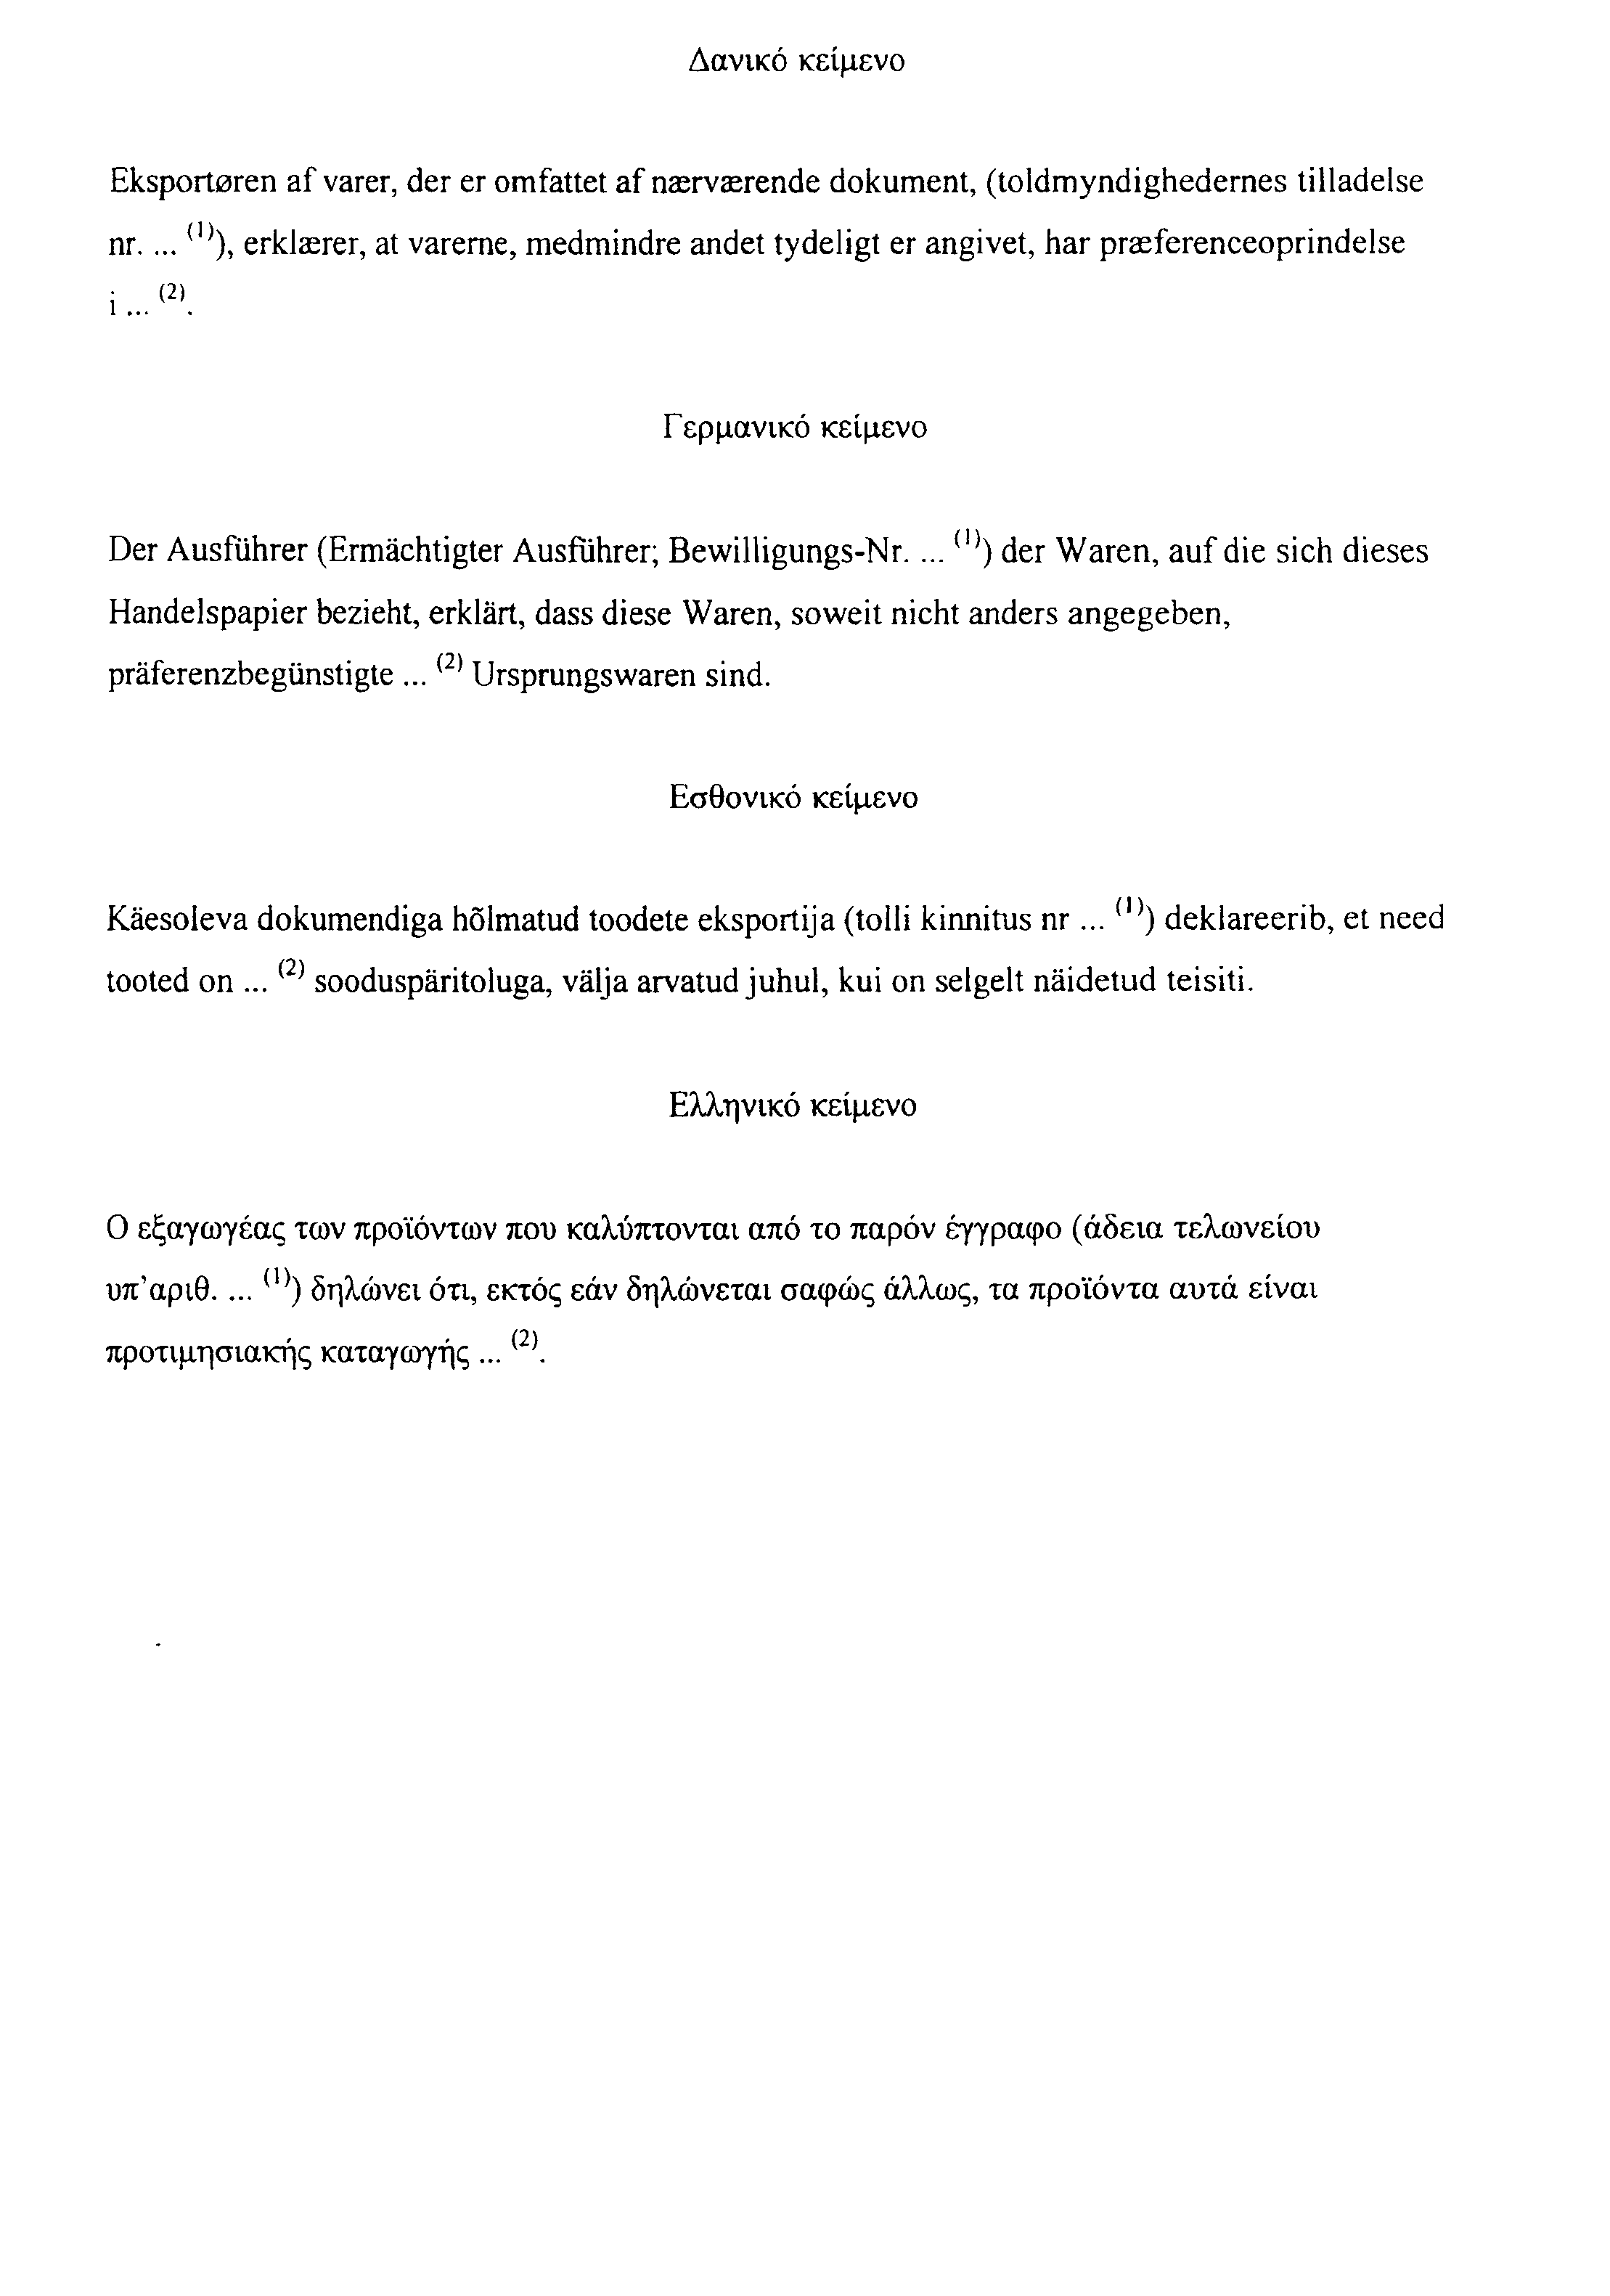 Δανικό κείμενο
Eksportøren af varer, der er omfattet af nærværende dokument, (toldmyndighedernes tilladelse
nr. ... (1)), erklærer, at varerne, medmindre andet tydeligt er angivet, har præferenceoprindelse
i ... (2).
Γερμανικό κείμενο
Der Ausführer (Ermächtigter Ausführer; Bewilligungs-Nr. ... (1)) der Waren, auf die sich dieses
Handelspapier bezieht, erklärt, dass diese Waren, soweit nicht anders angegeben,
präferenzbegünstigte ... (2) Ursprungswaren sind.
Εσθονικό κείμενο
Käesoleva dokumendiga hõlmatud toodete eksportija (tolli kinnitus nr ... (1)) deklareerib, et need
tooted on ... (2) sooduspäritoluga, välja arvatud juhul, kui on selgelt näidetud teisiti.
Ελληνικό κείμενο
Ο εξαγωγέας των προϊόντων που καλύπτονται από το παρόν έγγραφο (άδεια τελωνείου
υπ’αριθ. ... (1)) δηλώνει ότι, εκτός εάν δηλώνεται σαφώς άλλως, τα προϊόντα αυτά είναι
προτιμησιακής καταγωγής ... (2).